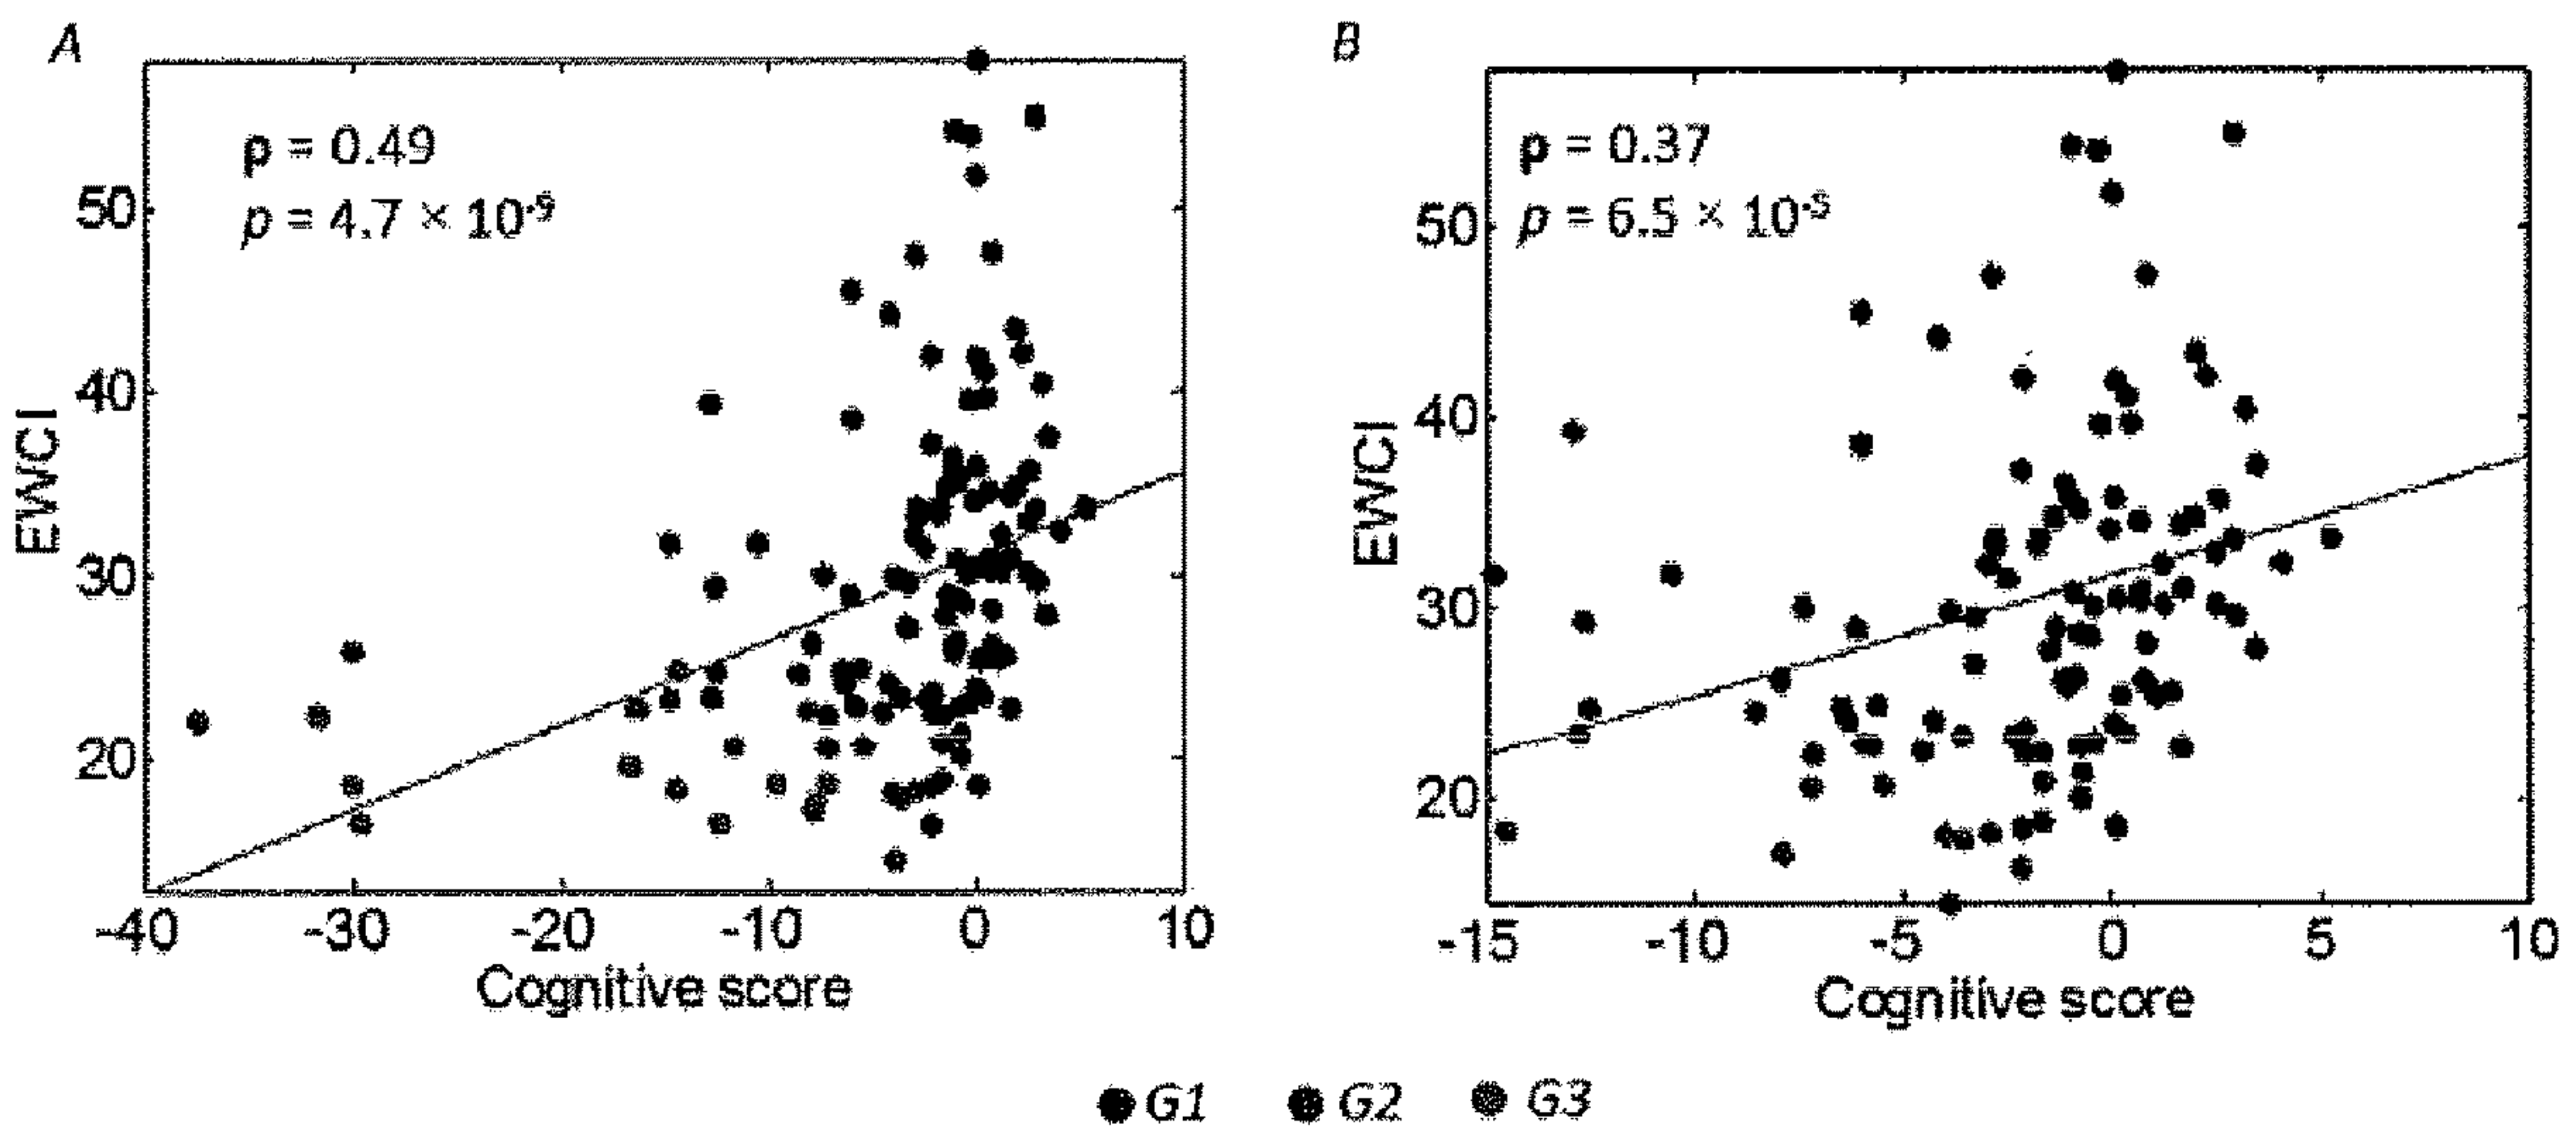 A
B
p = 0.49
p = 4.7 × 10-9
p = 0.37
p = 6.5 × 10-5
50
40
30
20
EWCI
-40 -30 -20 -10 0 10
Cognitive score
50
40
30
20
EWCI
-15 -10 -5 0 5 10
Cognitive score
G1 G2 G3